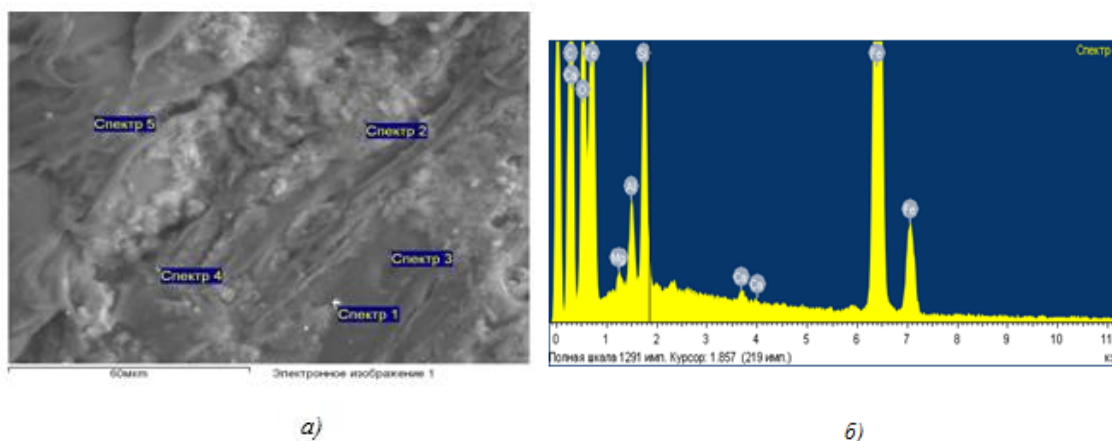 Спектр 5
Спектр 2
Спектр 3
Спектр 4
Спектр 1
60мкm
Электронное изображение 1
а)
Спектр
C
Fe
Si
Fe
Ca
O
Al
Fe
Mg
Ca
Ca
0 1 2 3 4 5 6 7 8 9 10 11
Полная шкала 1291 имп. Курсор: 1.857 (219 имп.)
б)